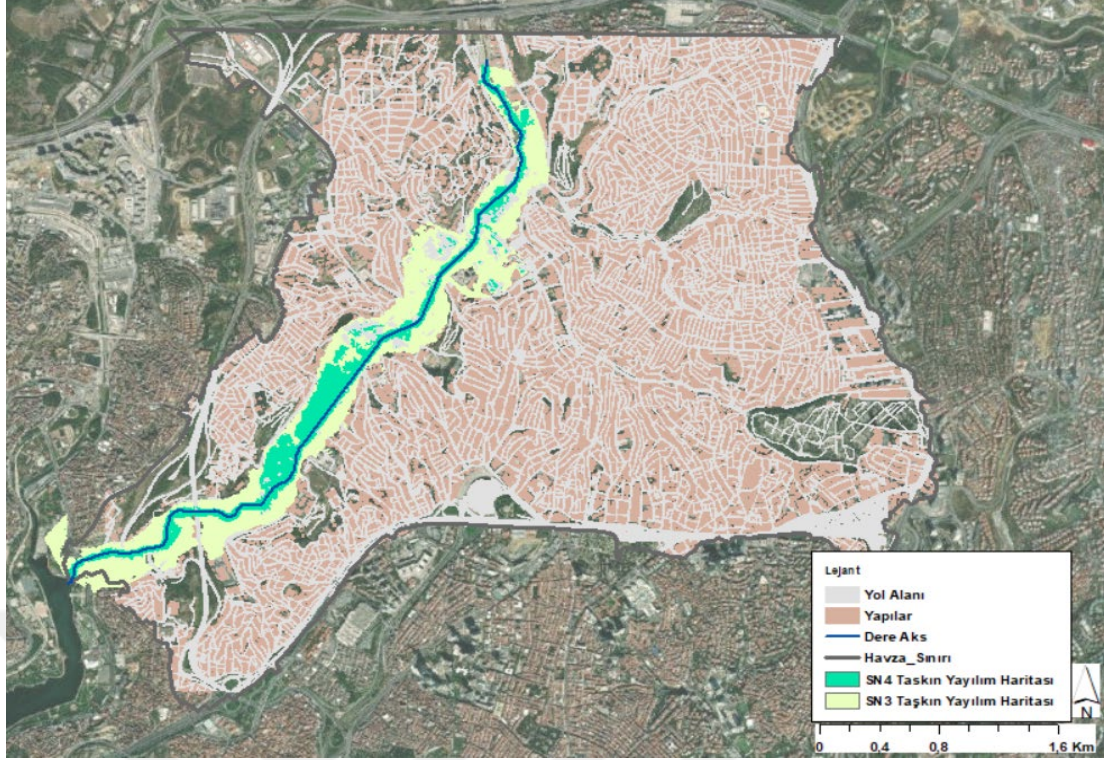 Lejant
Yol Alanı
Yapılar
Dere Aks
Havza_Sınırı
SN4 Taskın Yayılım Haritası
SN3 Taşkın Yayılım Haritası
N
0 0,4 0,8 1,6 Km